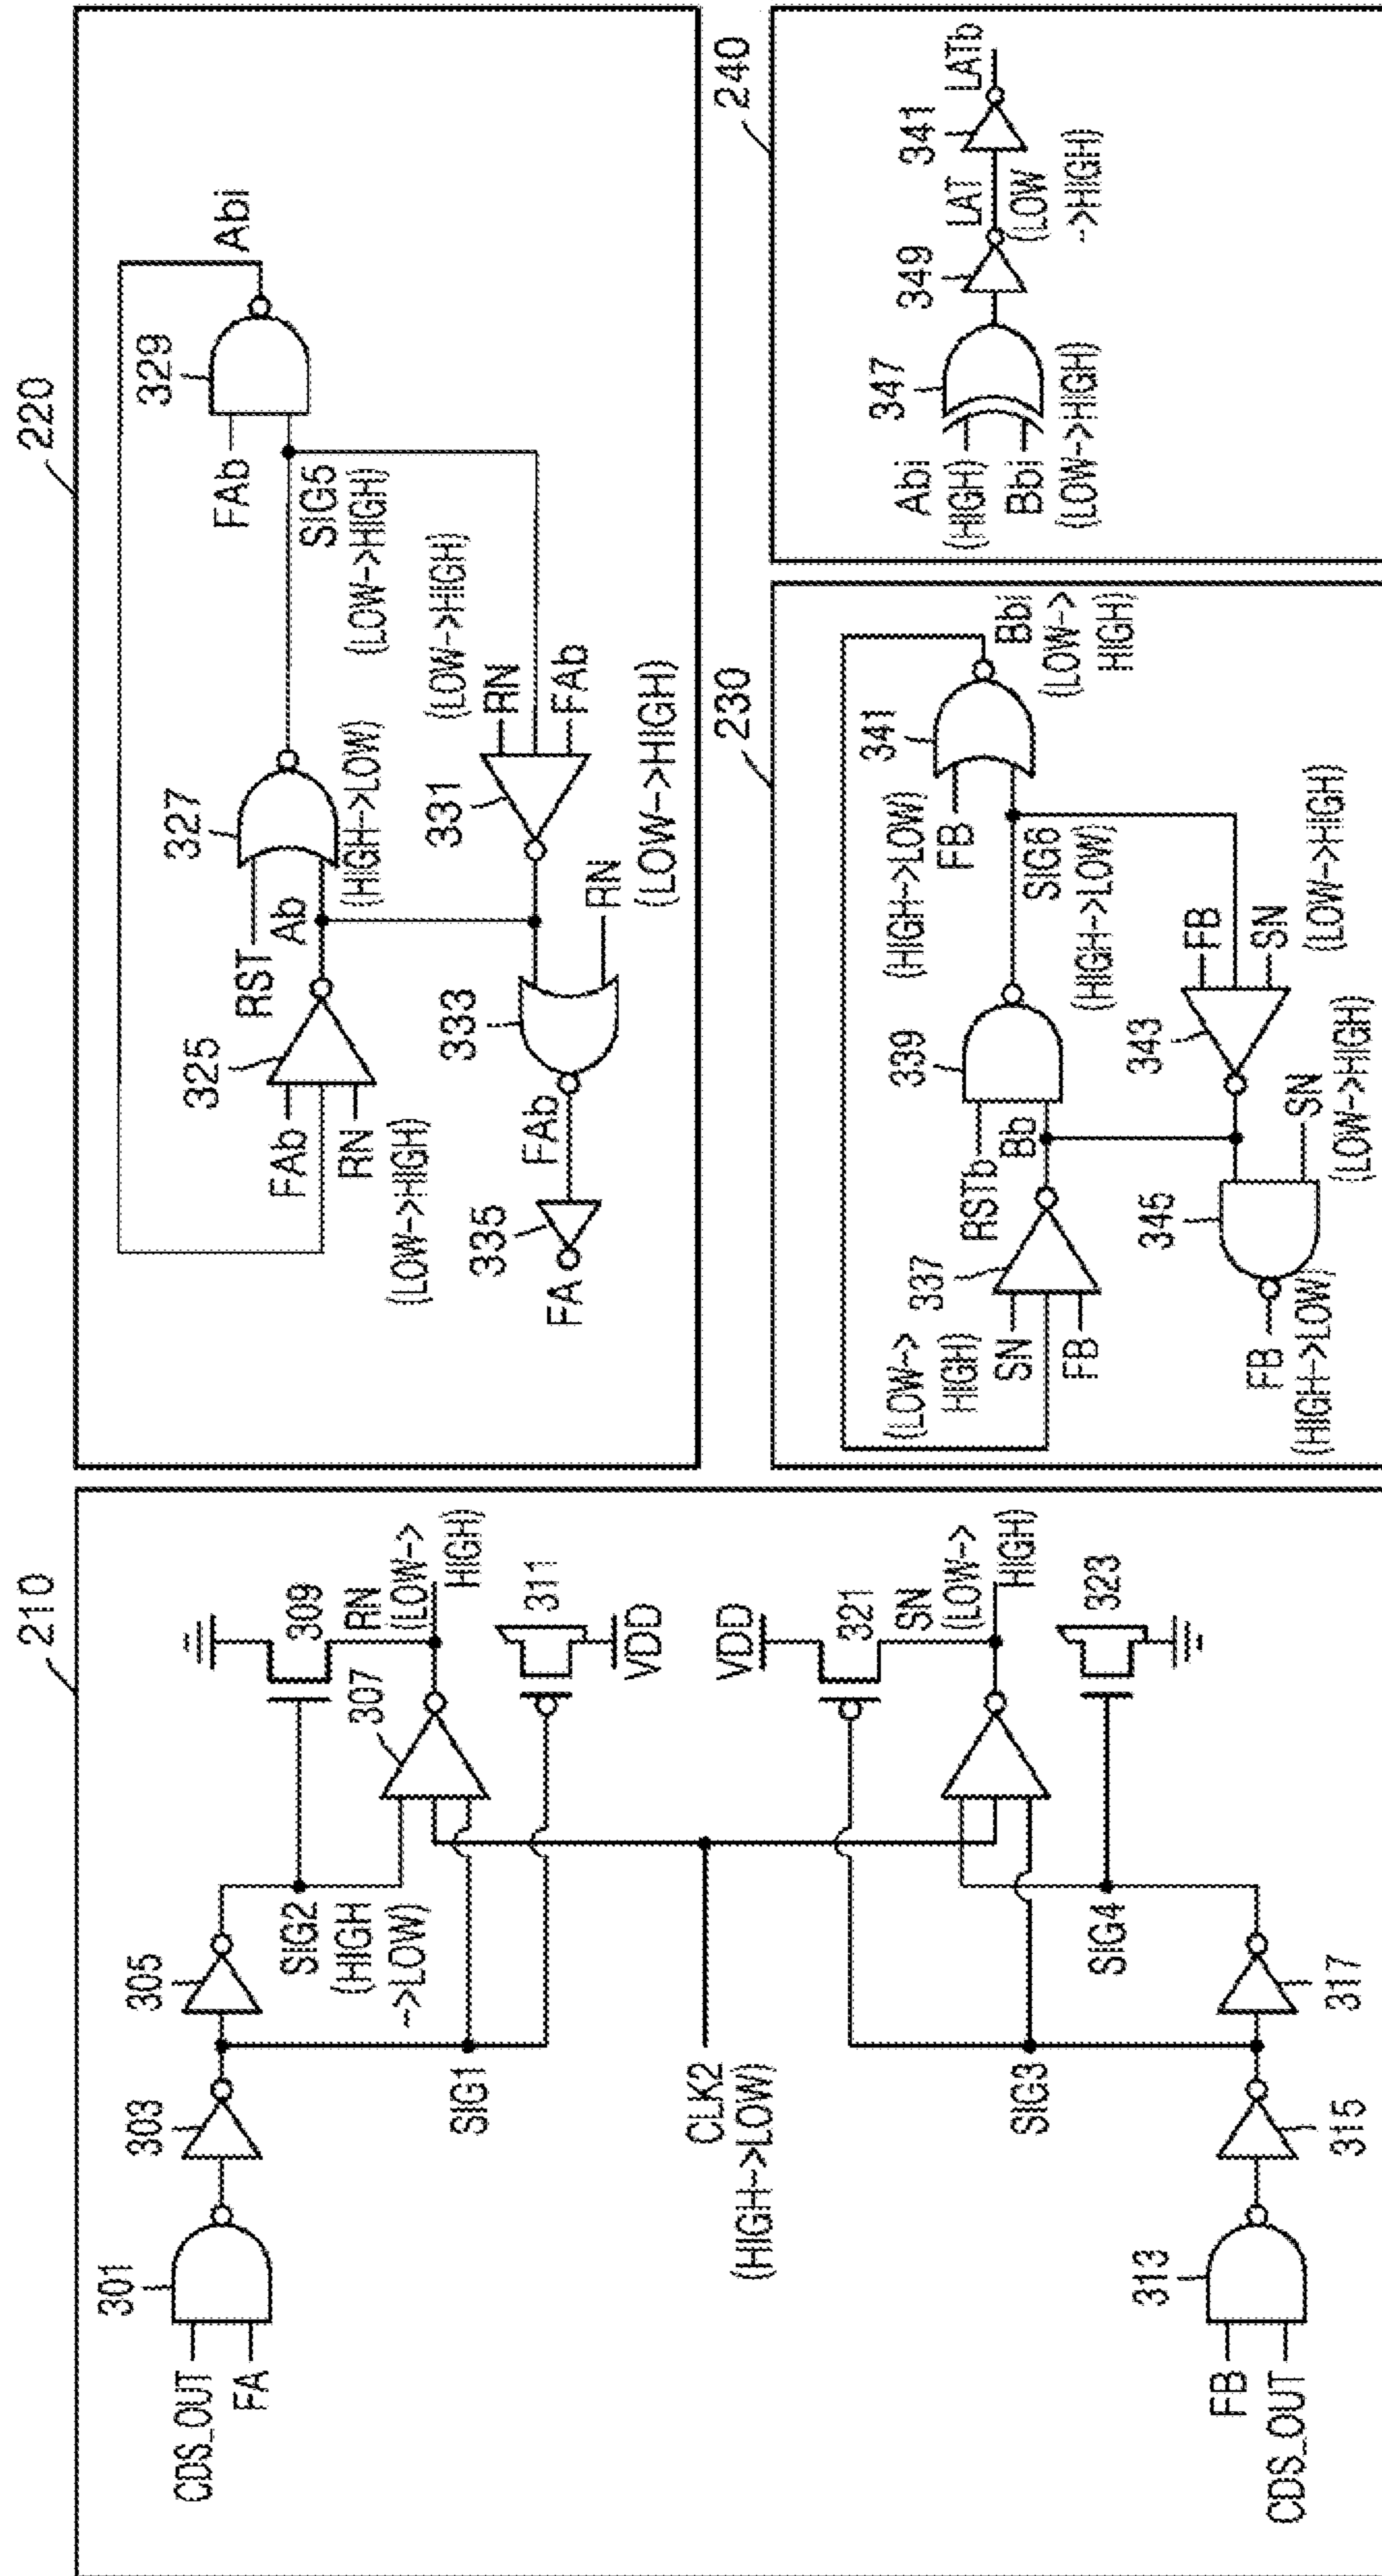 210
CDS_OUT
FA
301
303
305
SIG2
(HIGH
->LOW)
SIG1
307
309
RN
(LOW->
HIGH)
311
VDD
CLK2
(HIGH->LOW)
VDD
321
SN
(LOW->
HIGH)
323
SIG3
SIG4
FB
CDS_OUT
313
315
317
220
325
FAb
RN
(LOW->HIGH)
RST
Ab
327
(HIGH->LOW)
FAb
329
Abi
SIG5
(LOW->HIGH)
(LOW->HIGH)
RN
FAb
331
333
RN
(LOW->HIGH)
FAb
335
FA
230
(LOW->
HIGH)
SN
FB
337
RSTb
Bb
339
(HIGH->LOW)
FB
341
Bbi
(LOW->
HIGH)
SIG6
(HIGH->LOW)
FB
SN
(LOW->HIGH)
343
345
SN
(LOW->HIGH)
FB
(HIGH->LOW)
240
Abi
(HIGH)
Bbi
(LOW->HIGH)
347
349
LAT
(LOW
->HIGH)
341
LATb